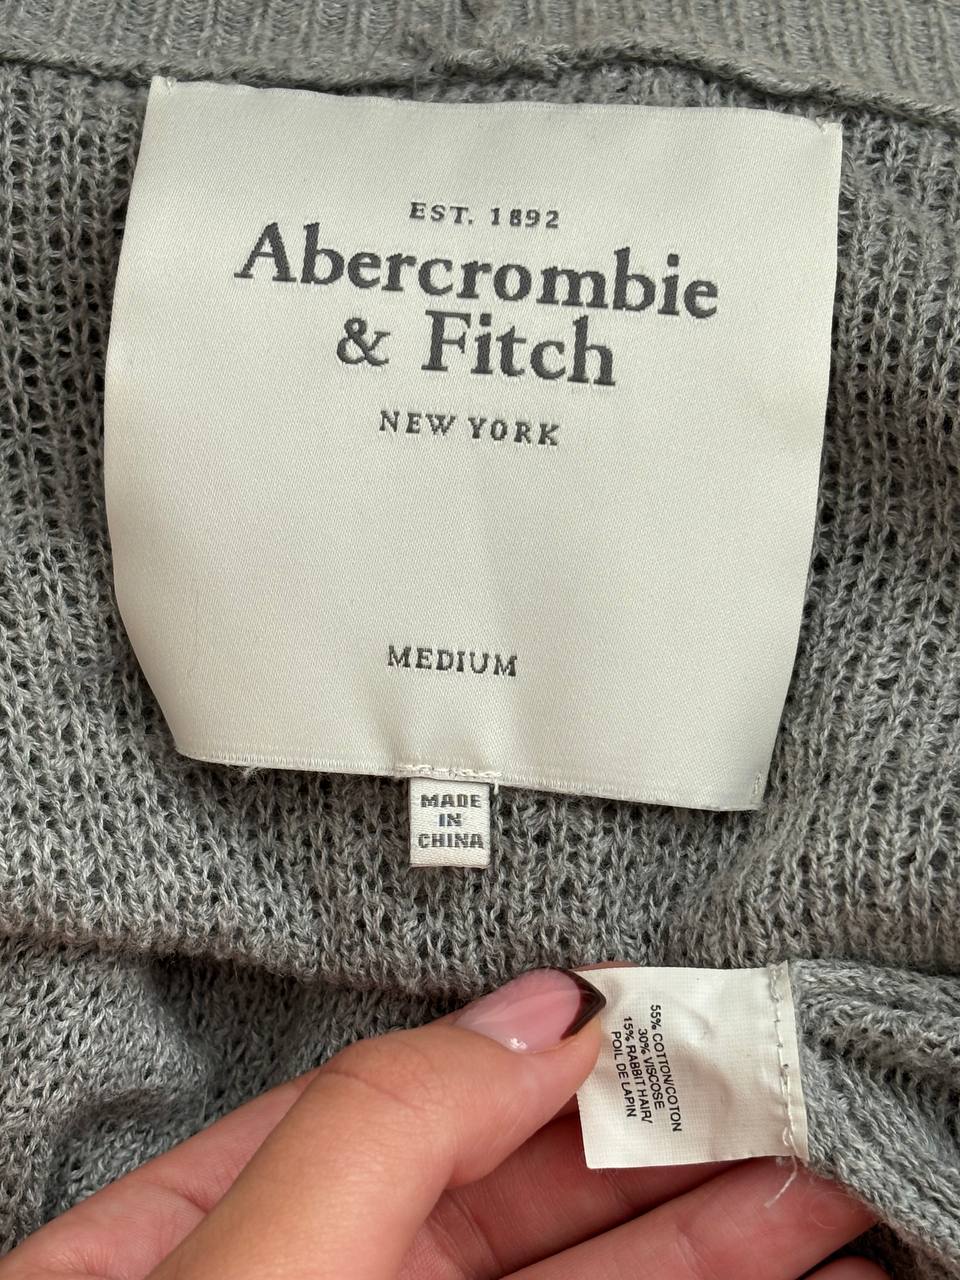 EST. 1892
Abercrombie
& Fitch
NEW YORK
MEDIUM
MADE
IN
CHINA
55% COTTON/COTON
30% VISCOSE
15% RABBIT HAIR/
POIL DE LAPIN